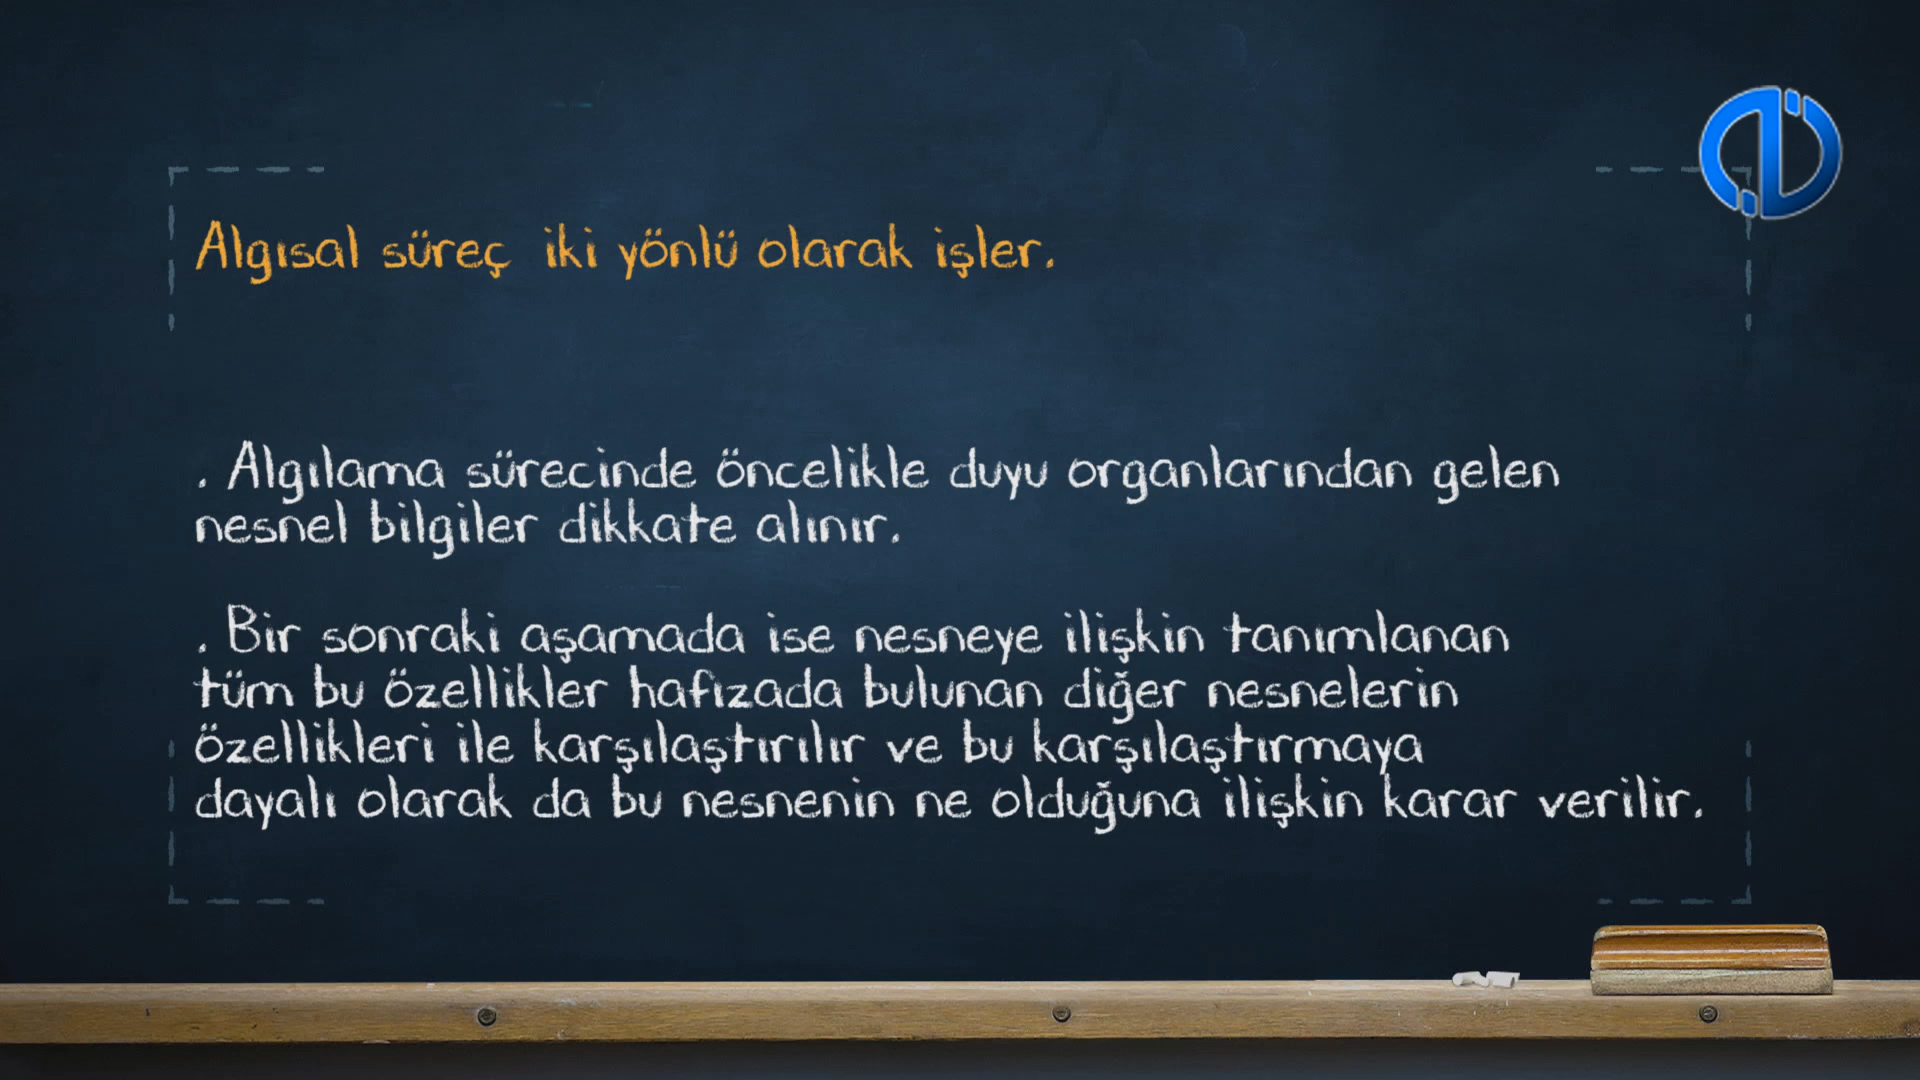 Algısal süreç iki yönlü olarak işler.
. Algılama sürecinde öncelikle duyu organlarından gelen
nesnel bilgiler dikkate alınır.
. Bir sonraki aşamada ise nesneye ilişkin tanımlanan
tüm bu özellikler hafızada bulunan diğer nesnelerin
özellikleri ile karşılaştırılır ve bu karşılaştırmaya
dayalı olarak da bu nesnenin ne olduğuna ilişkin karar verilir.